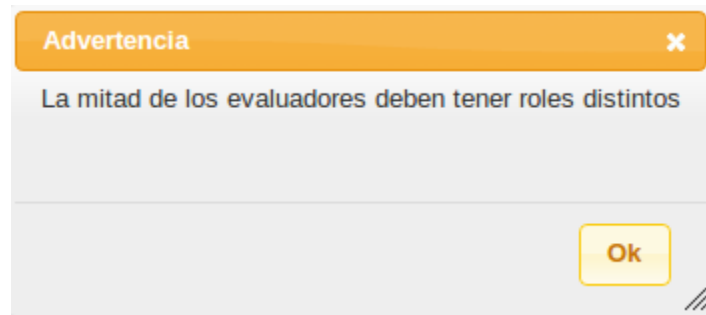 Advertencia
La mitad de los evaluadores deben tener roles distintos
Ok